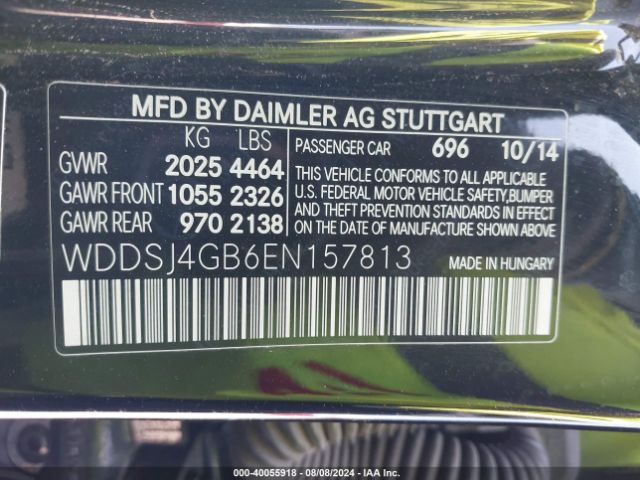 MFD BY DAIMLER AG STUTTGART
KG LBS
GVWR 2025 4464
GAWR FRONT 1055 2326
GAWR REAR 970 2138
PASSENGER CAR 696 10/14
THIS VEHICLE CONFORMS TO ALL APPLICABLE
U.S. FEDERAL MOTOR VEHICLE SAFETY,BUMPER
AND THEFT PREVENTION STANDARDS IN EFFECT
ON THE DATE OF MANUFACTURE SHOWN ABOVE.
WDDSJ4GB6EN157813 MADE IN HUNGARY
000-40055918 - 08/08/2024 - IAA Inc.